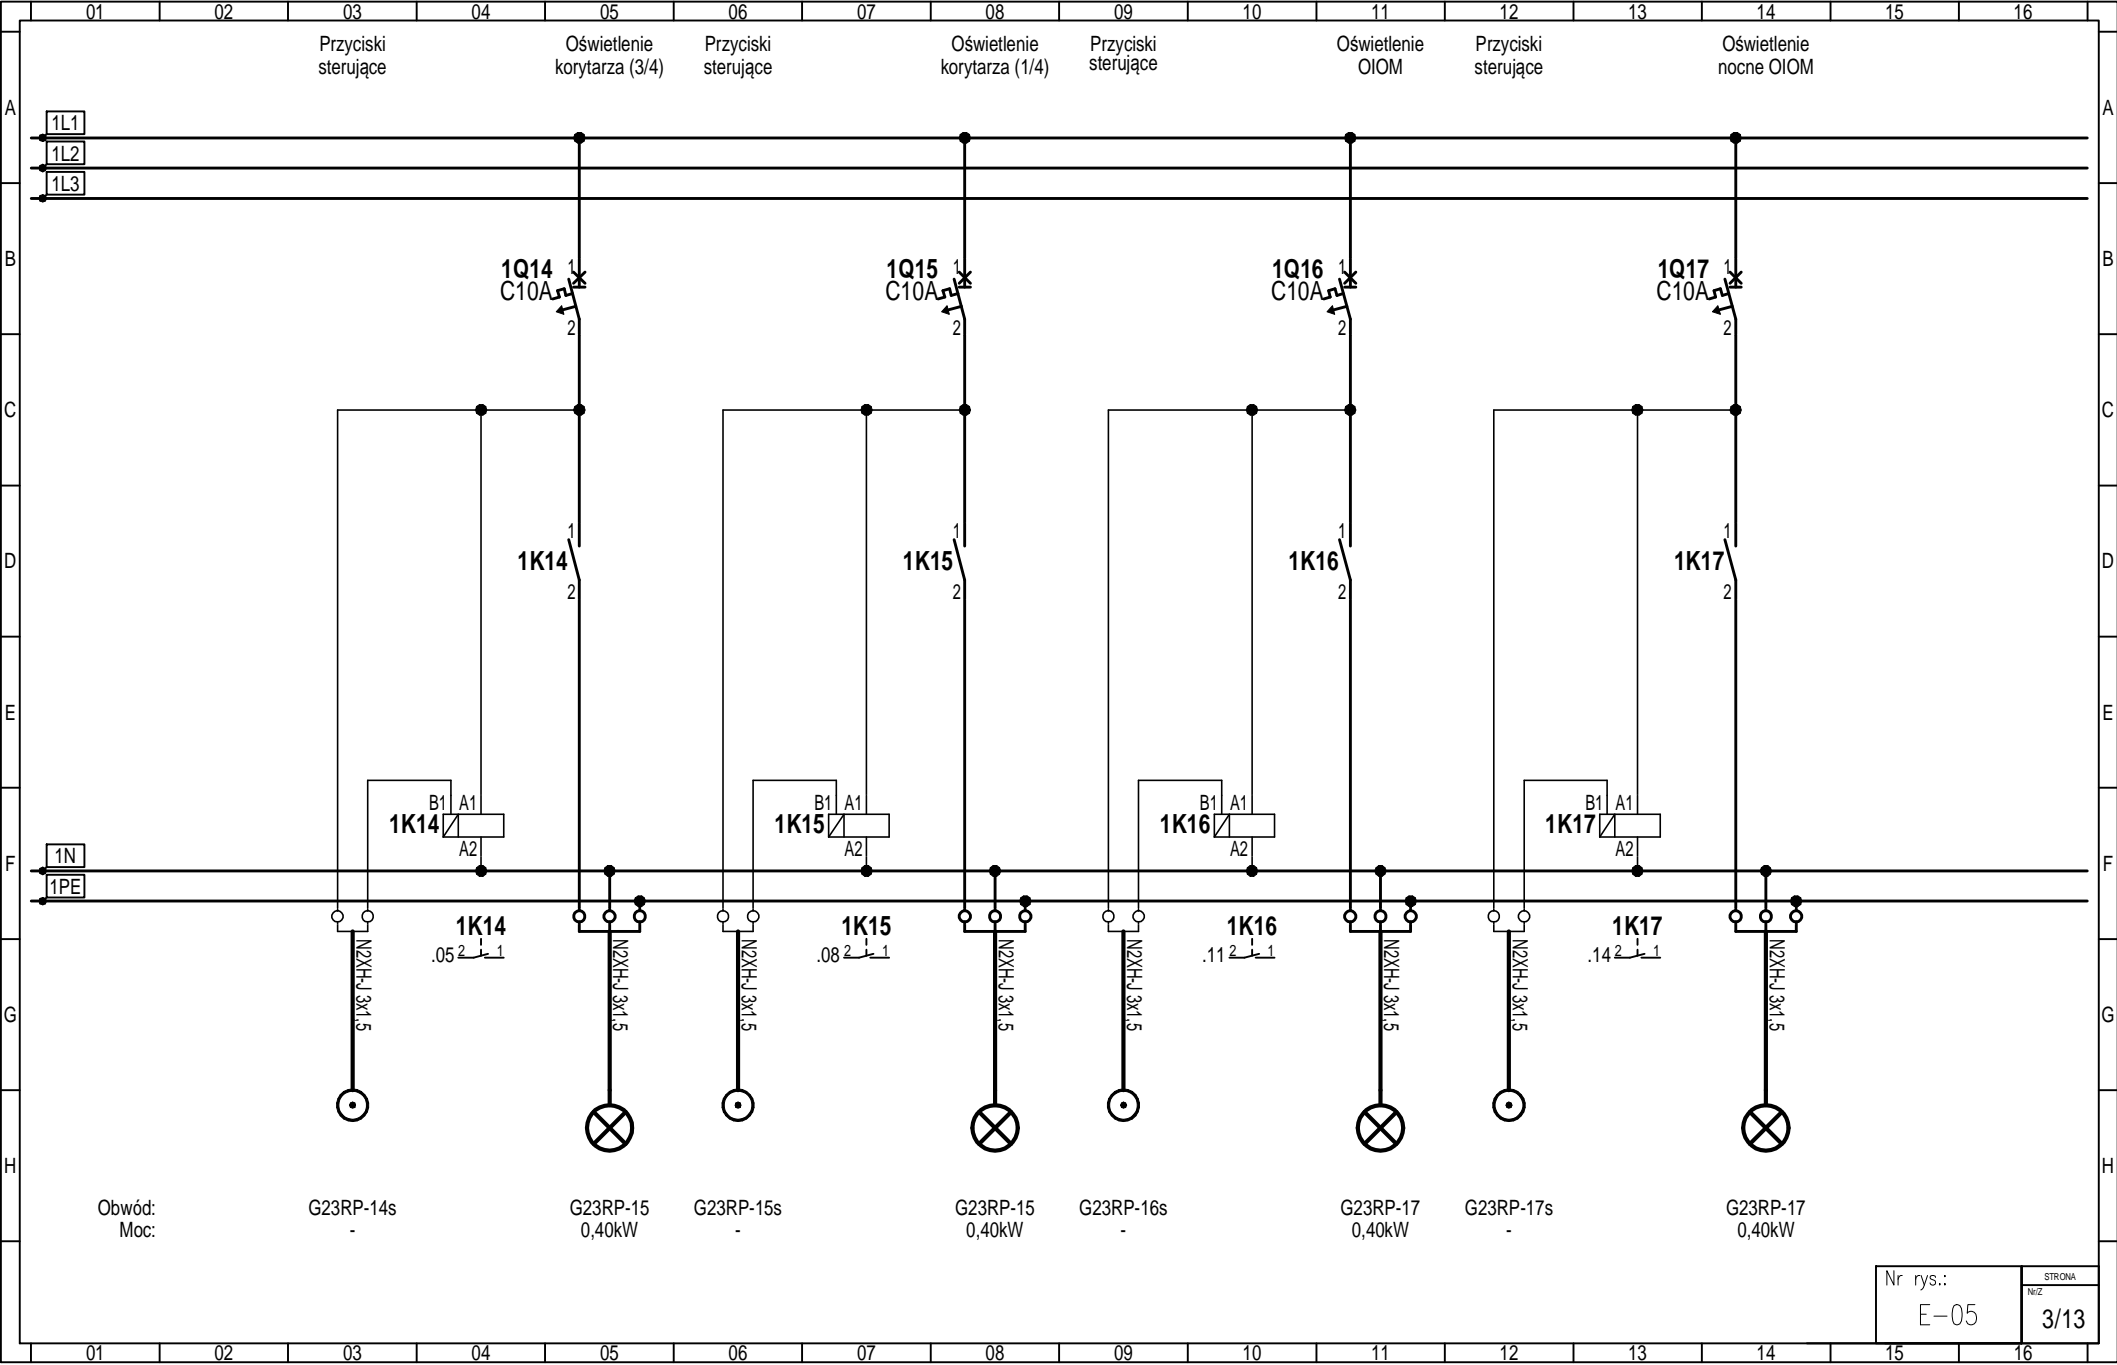 01 02 03 04 05 06 07 08 09 10 11 12 13 14 15 16
Przyciski Oświetlenie Przyciski Oświetlenie Przyciski Oświetlenie Przyciski Oświetlenie
sterujące korytarza (3/4) sterujące korytarza (1/4) sterujące OIOM sterujące nocne OIOM
A A
1L1
1L2
1L3
B B
1Q14 1 1Q15 1 1Q16 1 1Q17 1
C10A C10A C10A C10A
2 2 2 2
C C
1 1 1 1
D 1K14 1K15 1K16 1K17 D
2 2 2 2
E E
B1 A1 B1 A1 B1 A1 B1 A1
1K14 1K15 1K16 1K17
A2 A2 A2 A2
1N
F F
1PE
1K14 1K15 1K16 1K17
.05 2 1 .08 2 1 .11 2 1 .14 2 1
N2XH-J 3x1,5 N2XH-J 3x1,5 N2XH-J 3x1,5 N2XH-J 3x1,5 N2XH-J 3x1,5 N2XH-J 3x1,5 N2XH-J 3x1,5 N2XH-J 3x1,5
G G
H H
Obwód: G23RP-14s G23RP-15 G23RP-15s G23RP-15 G23RP-16s G23RP-17 G23RP-17s G23RP-17
Moc: - 0,40kW - 0,40kW - 0,40kW - 0,40kW
Nr rys.: STRONA
Nr/Z
E-05 3/13
01 02 03 04 05 06 07 08 09 10 11 12 13 14 15 16